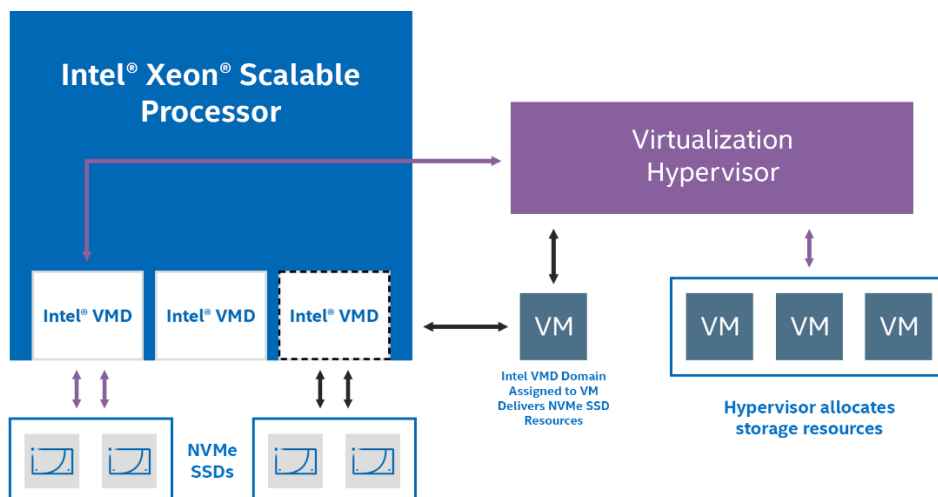 Intel® Xeon® Scalable
Processor
Virtualization
Hypervisor
Intel® VMD
Intel® VMD
Intel® VMD
VM
VM
VM
VM
Intel VMD Domain
Assigned to VM
Delivers NVMe SSD
Resources
Hypervisor allocates
storage resources
NVMe
SSDs